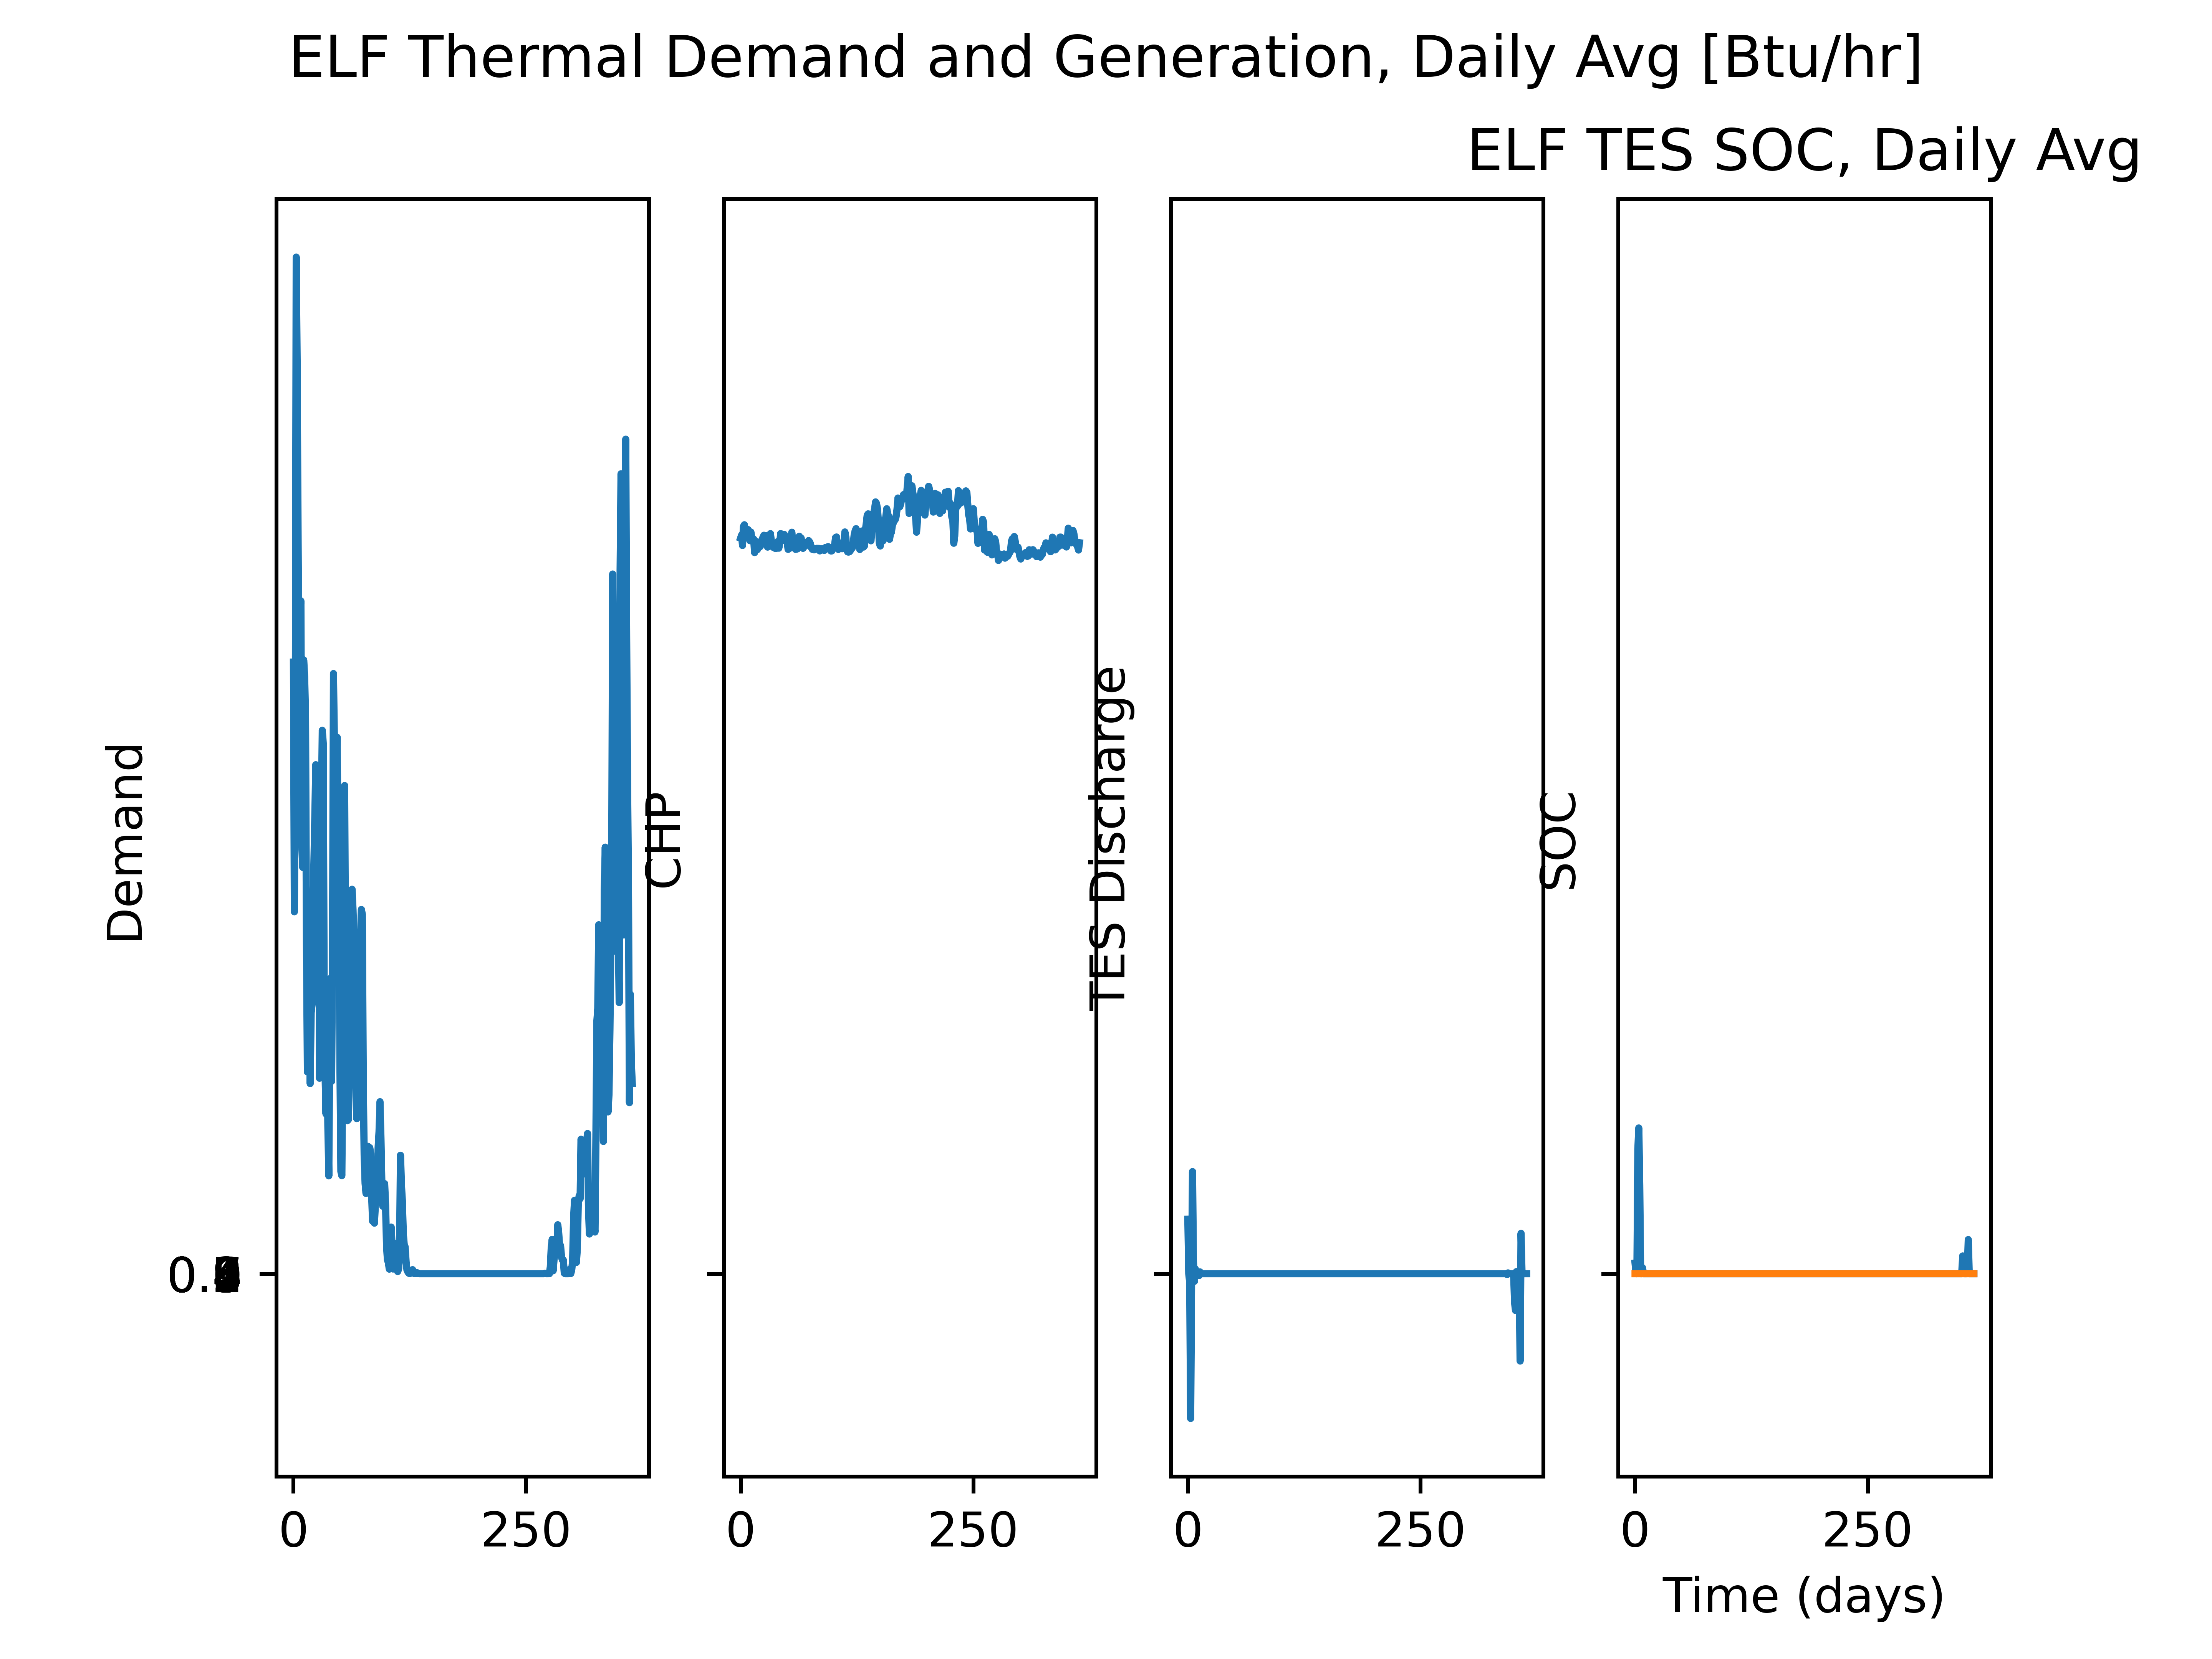 ELF Thermal Demand and Generation, Daily Avg [Btu/hr]
ELF TES SOC, Daily Avg
Demand
CHP
TES Discharge
SOC
0 250
0 250
0 250
0 250
Time (days)